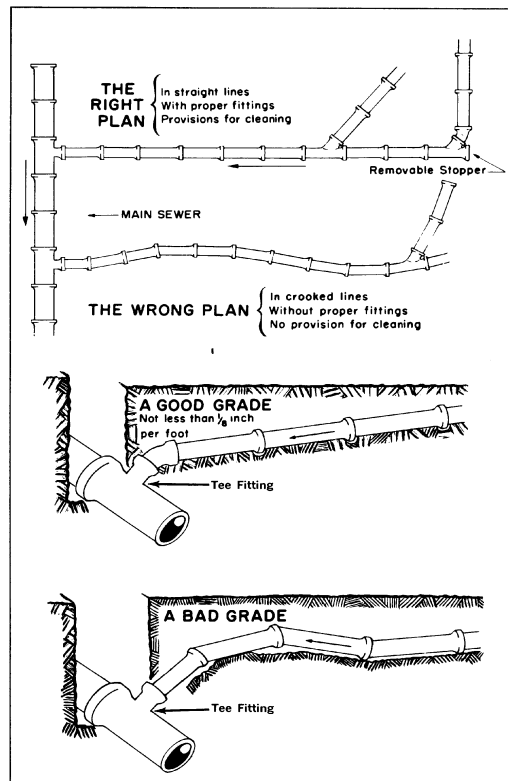 THE
RIGHT
PLAN
In straight lines
With proper fittings
Provisions for cleaning
Removable Stopper
MAIN SEWER
THE WRONG PLAN
In crooked lines
Without proper fittings
No provision for cleaning
A GOOD GRADE
Not less than 1/8 inch
per foot
Tee Fitting
A BAD GRADE
Tee Fitting